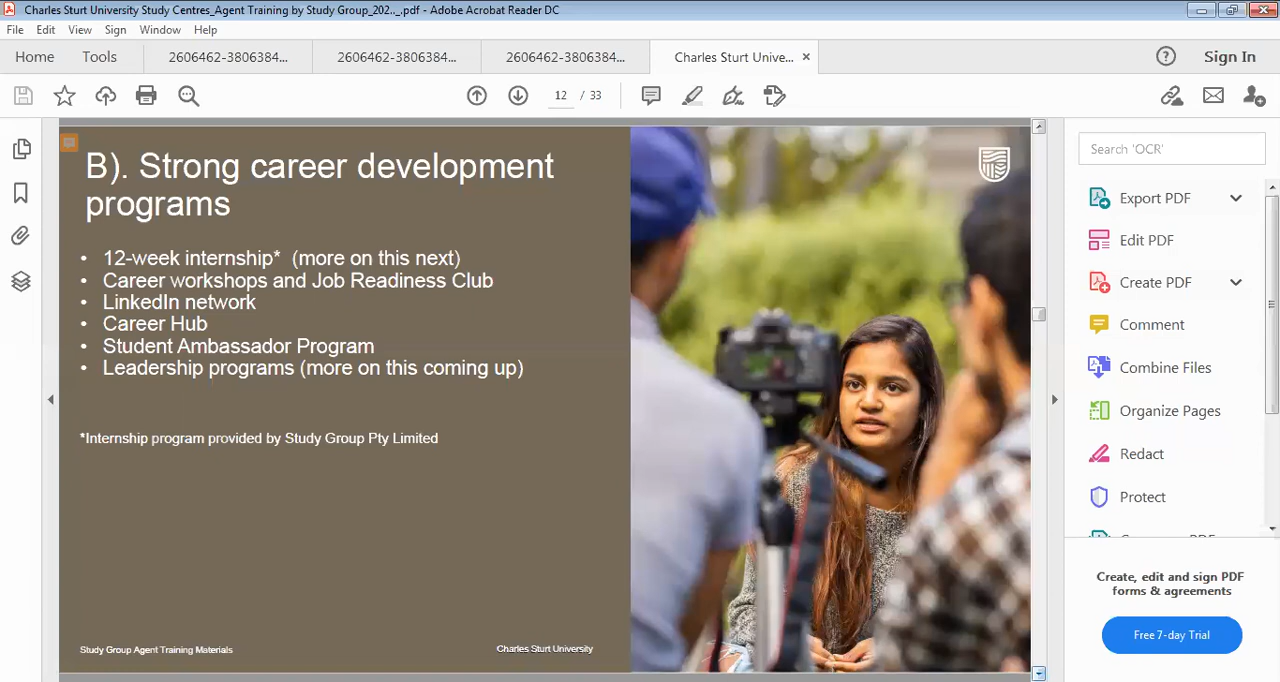 Charles Sturt University Study Centres_Agent Training by Study Group_202.._.pdf - Adobe Acrobat Reader DC
File Edit View Sign Window Help
Home Tools 2606462-3806384... 2606462-3806384... 2606462-3806384... Charles Sturt Unive... × Sign In
12 / 33
Search 'OCR'
B). Strong career development
programs
• 12-week internship* (more on this next)
• Career workshops and Job Readiness Club
• LinkedIn network
• Career Hub
• Student Ambassador Program
• Leadership programs (more on this coming up)
*Internship program provided by Study Group Pty Limited
Study Group Agent Training Materials
Charles Sturt University
Export PDF
Edit PDF
Create PDF
Comment
Combine Files
Organize Pages
Redact
Protect
Create, edit and sign PDF
forms & agreements
Free 7-day Trial